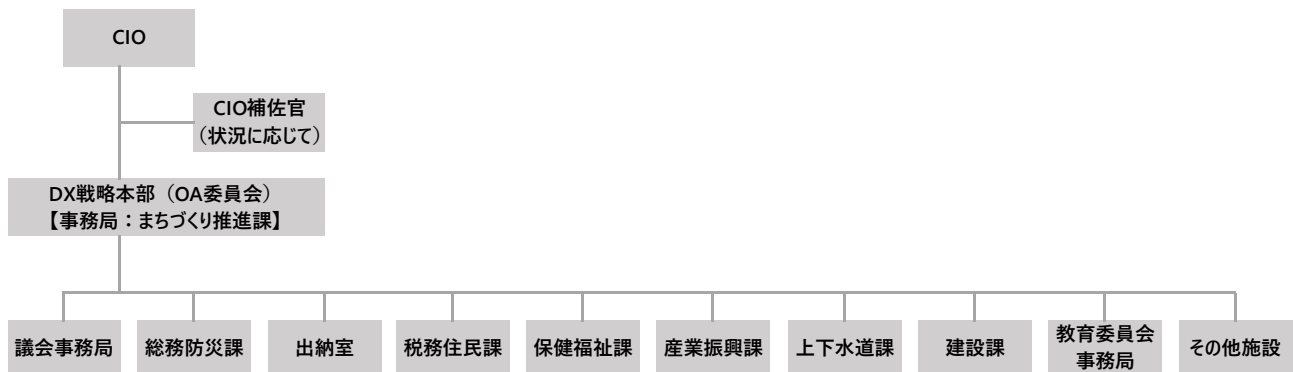 CIO
CIO補佐官
（状況に応じて）
DX戦略本部（OA委員会）
【事務局：まちづくり推進課】
議会事務局
総務防災課
出納室
税務住民課
保健福祉課
産業振興課
上下水道課
建設課
教育委員会
事務局
その他施設